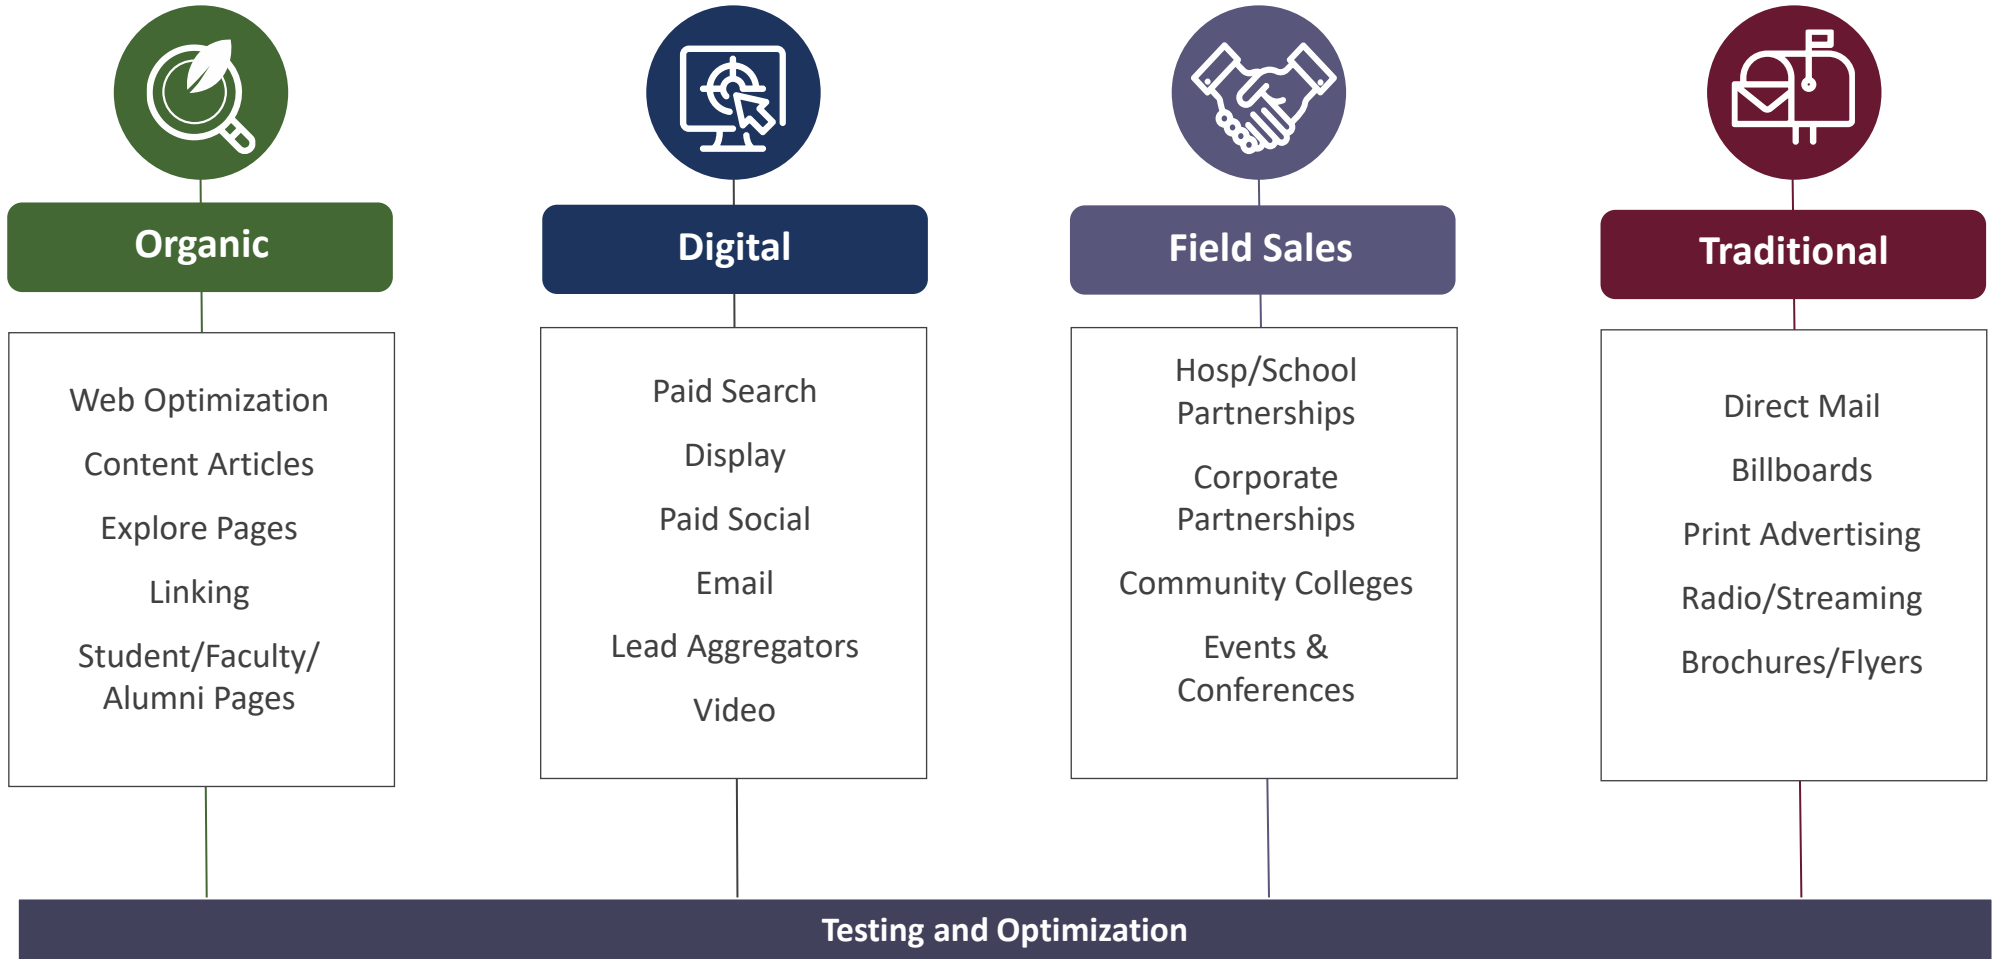 Organic
Web Optimization
Content Articles
Explore Pages
Linking
Student/Faculty/
Alumni Pages
Digital
Paid Search
Display
Paid Social
Email
Lead Aggregators
Video
Field Sales
Hosp/School
Partnerships
Corporate
Partnerships
Community Colleges
Events &
Conferences
Traditional
Direct Mail
Billboards
Print Advertising
Radio/Streaming
Brochures/Flyers
Testing and Optimization